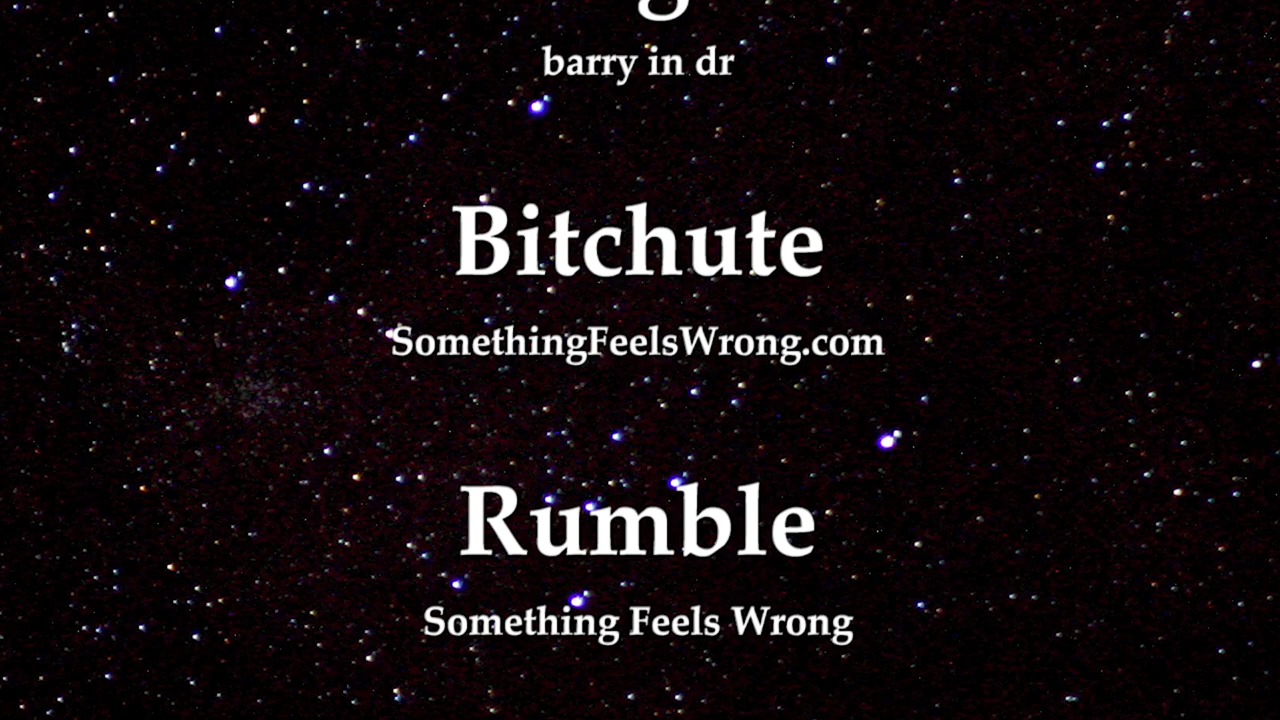 barry in dr
Bitchute
SomethingFeelsWrong.com
Rumble
Something Feels Wrong